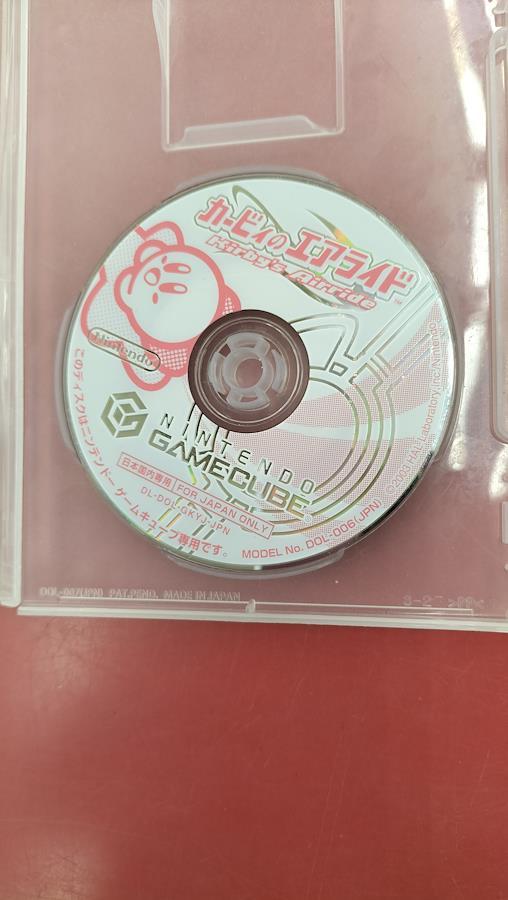 カービィの エアライド
Kirby's Airride
TM
Nintendo
NINTENDO
GAMECUBE
日本国内専用 FOR JAPAN ONLY
DL-DOL-GKYJ-JPN
このディスクはニンテンドーゲームキューブ専用です。
MODEL No. DOL-006(JPN)
©2003 HAL Laboratory, Inc./Nintendo
DOL-007(JPN) PAT.PEND. MADE IN JAPAN
>PP<